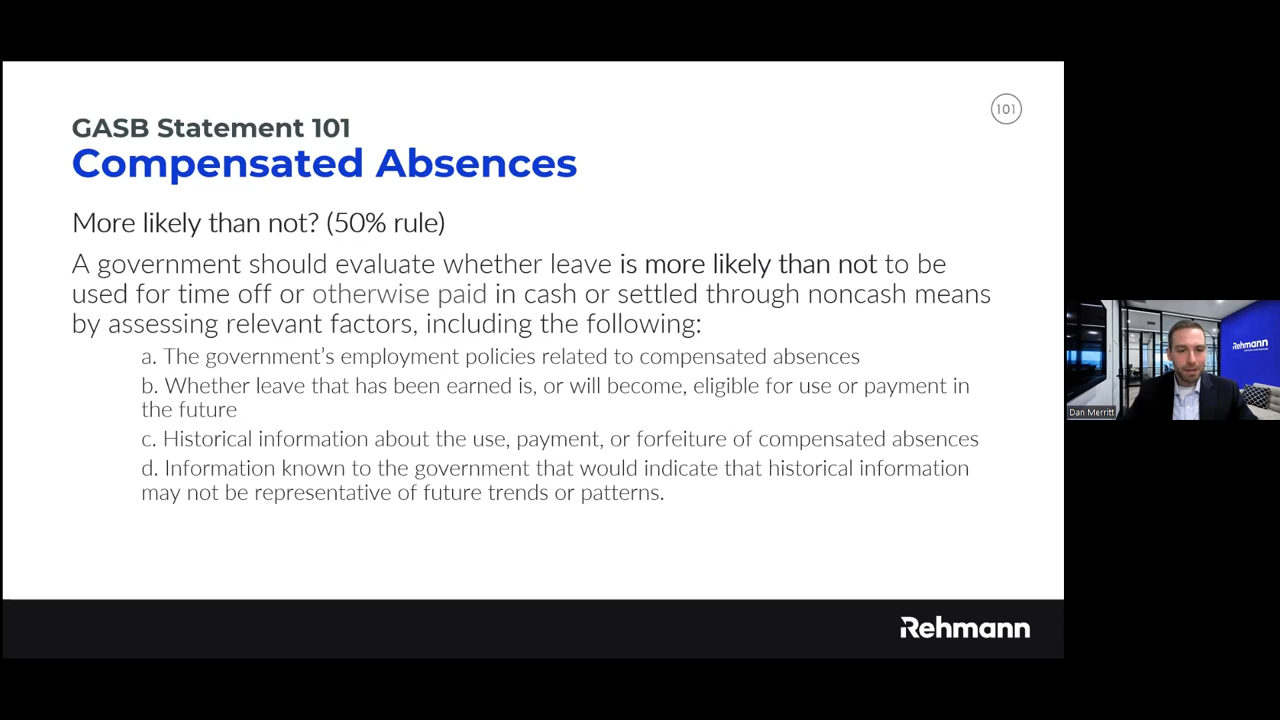 101
GASB Statement 101
Compensated Absences
More likely than not? (50% rule)
A government should evaluate whether leave is more likely than not to be
used for time off or otherwise paid in cash or settled through noncash means
by assessing relevant factors, including the following:
a. The government’s employment policies related to compensated absences
b. Whether leave that has been earned is, or will become, eligible for use or payment in
the future
c. Historical information about the use, payment, or forfeiture of compensated absences
d. Information known to the government that would indicate that historical information
may not be representative of future trends or patterns.
Rehmann
Rehmann
Dan Merritt